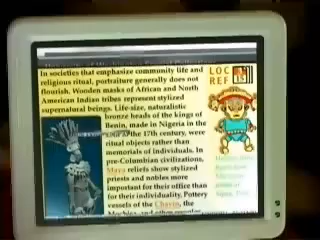 In societies that emphasize community life and
religious ritual, portraiture generally does not
flourish. Wooden masks of African and North
American Indian tribes represent stylized
supernatural beings. Life-size, naturalistic
bronze heads of the kings of
Benin, made in Nigeria in the
the 17th century, were
ritual objects rather than
memorials of individuals. In
pre-Columbian civilizations,
Maya reliefs show stylized
priests and nobles more
important for their office than
for their individuality. Pottery
vessels of the Chavin, the
Mochica, and other
LOC
REF